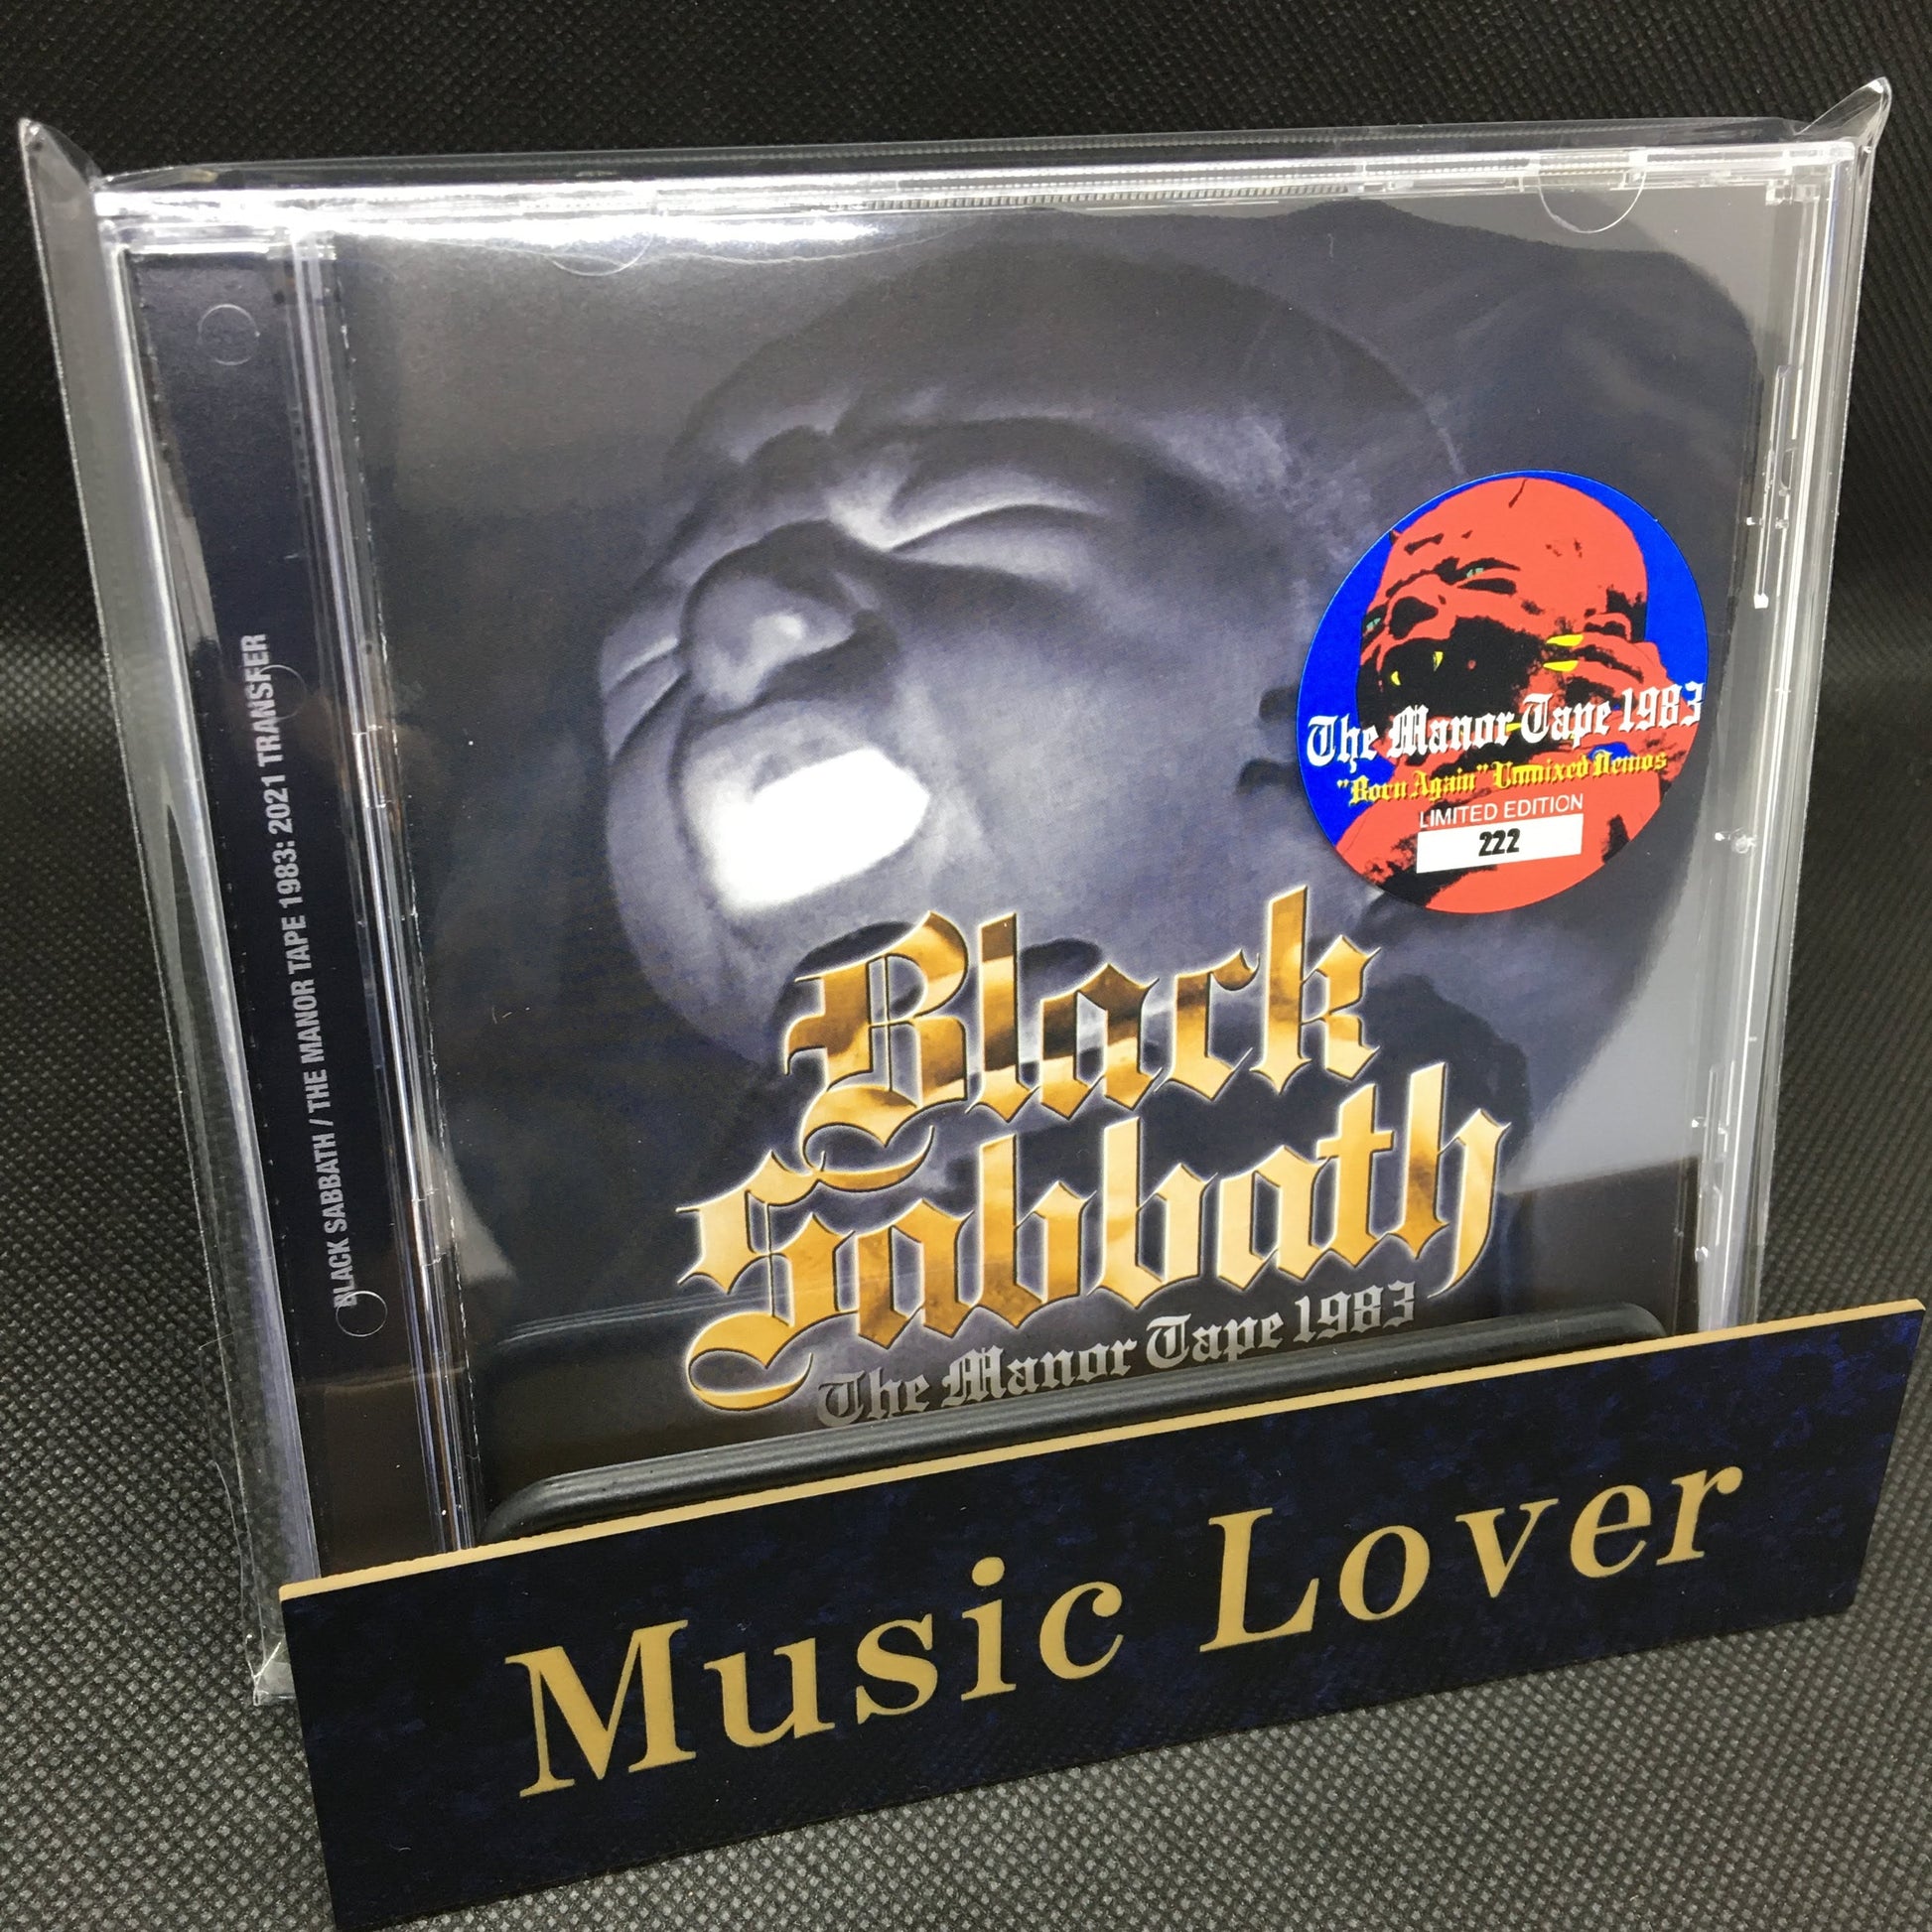 BLACK SABBATH / THE MANOR TAPE 1983: 2021 TRANSFER
The Manor Tape 1983
"Born Again" Unmixed Demos
LIMITED EDITION
222
Black
Sabbath
The Manor Tape 1983
Music Lover